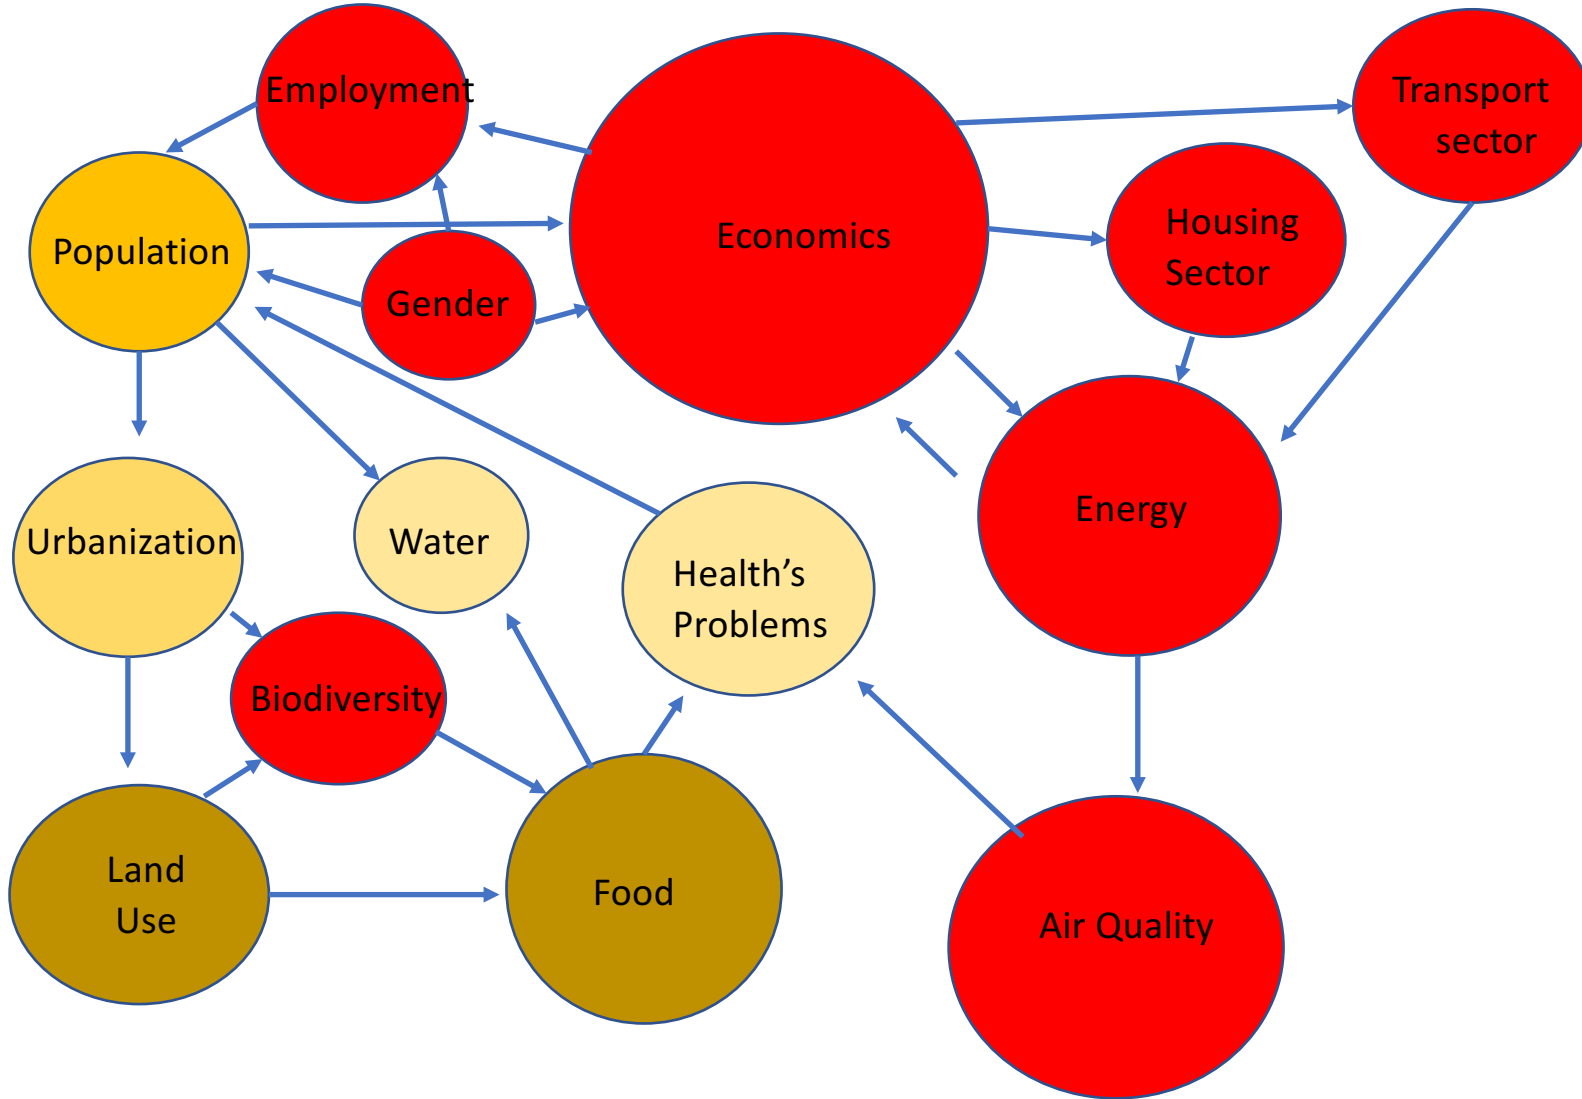 Employment
Transport
sector
Population
Economics
Housing
Sector
Gender
Urbanization
Water
Health’s
Problems
Energy
Biodiversity
Land
Use
Food
Air Quality